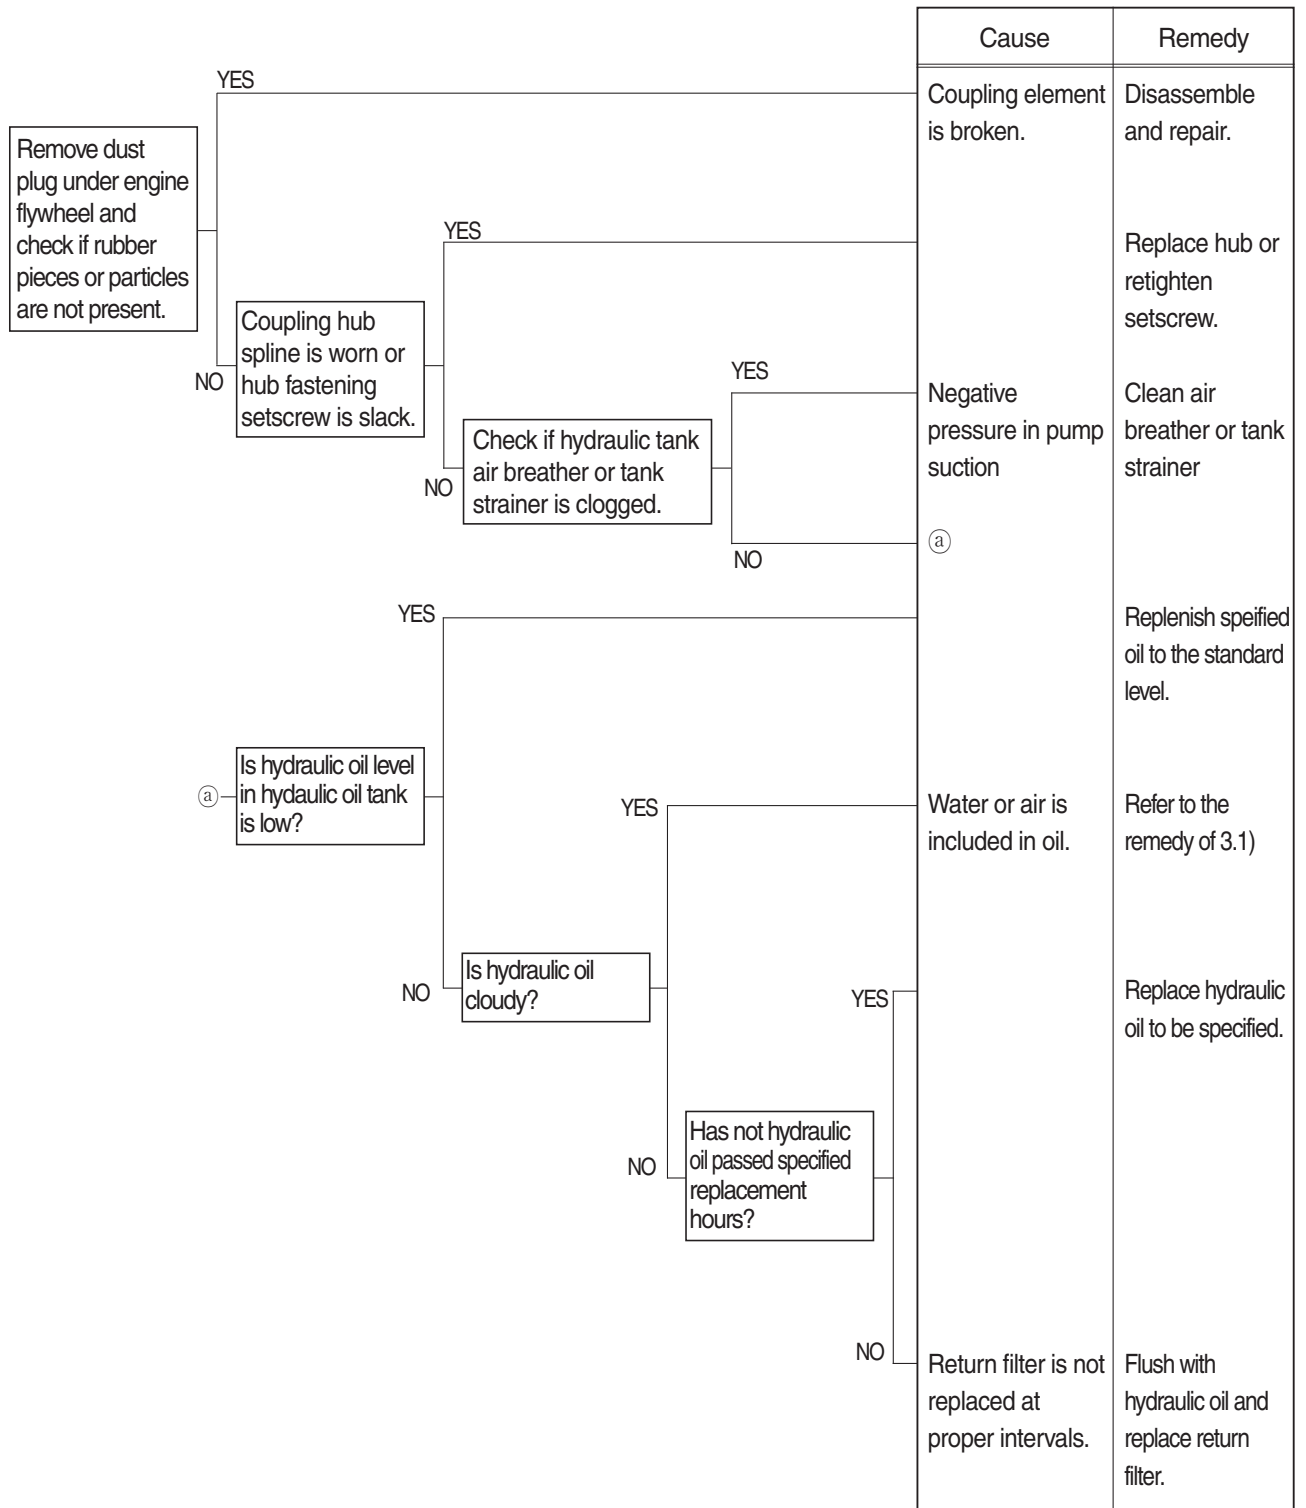 Cause
Remedy
YES
Coupling element
is broken.
Disassemble
and repair.
Remove dust
plug under engine
flywheel and
check if rubber
pieces or particles
are not present.
YES
Replace hub or
retighten
setscrew.
NO
Coupling hub
spline is worn or
hub fastening
setscrew is slack.
YES
Negative
pressure in pump
suction
Clean air
breather or tank
strainer
NO
Check if hydraulic tank
air breather or tank
strainer is clogged.
NO
ⓐ
YES
Replenish speified
oil to the standard
level.
ⓐ
Is hydraulic oil level
in hydaulic oil tank
is low?
YES
Water or air is
included in oil.
Refer to the
remedy of 3.1)
NO
Is hydraulic oil
cloudy?
YES
Replace hydraulic
oil to be specified.
NO
Has not hydraulic
oil passed specified
replacement
hours?
NO
Return filter is not
replaced at
proper intervals.
Flush with
hydraulic oil and
replace return
filter.